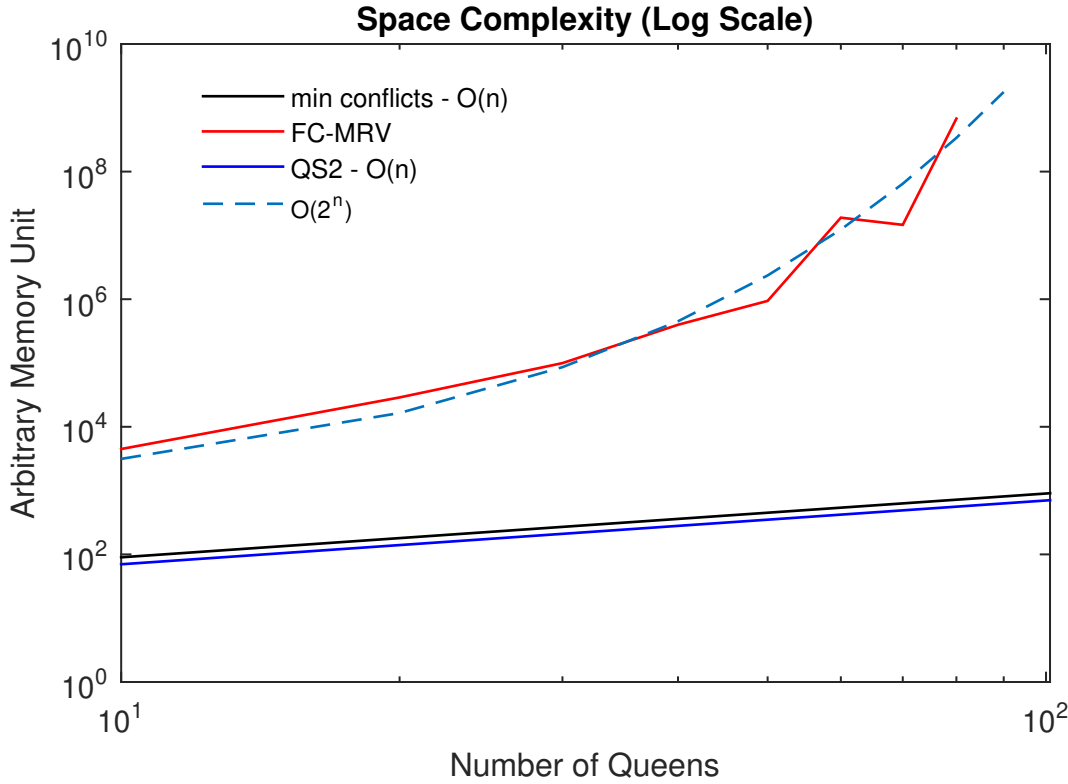 Space Complexity (Log Scale)
10^10
min conflicts - O(n)
FC-MRV
QS2 - O(n)
O(2^n)
10^8
10^6
10^4
10^2
10^0
Arbitrary Memory Unit
10^1
10^2
Number of Queens